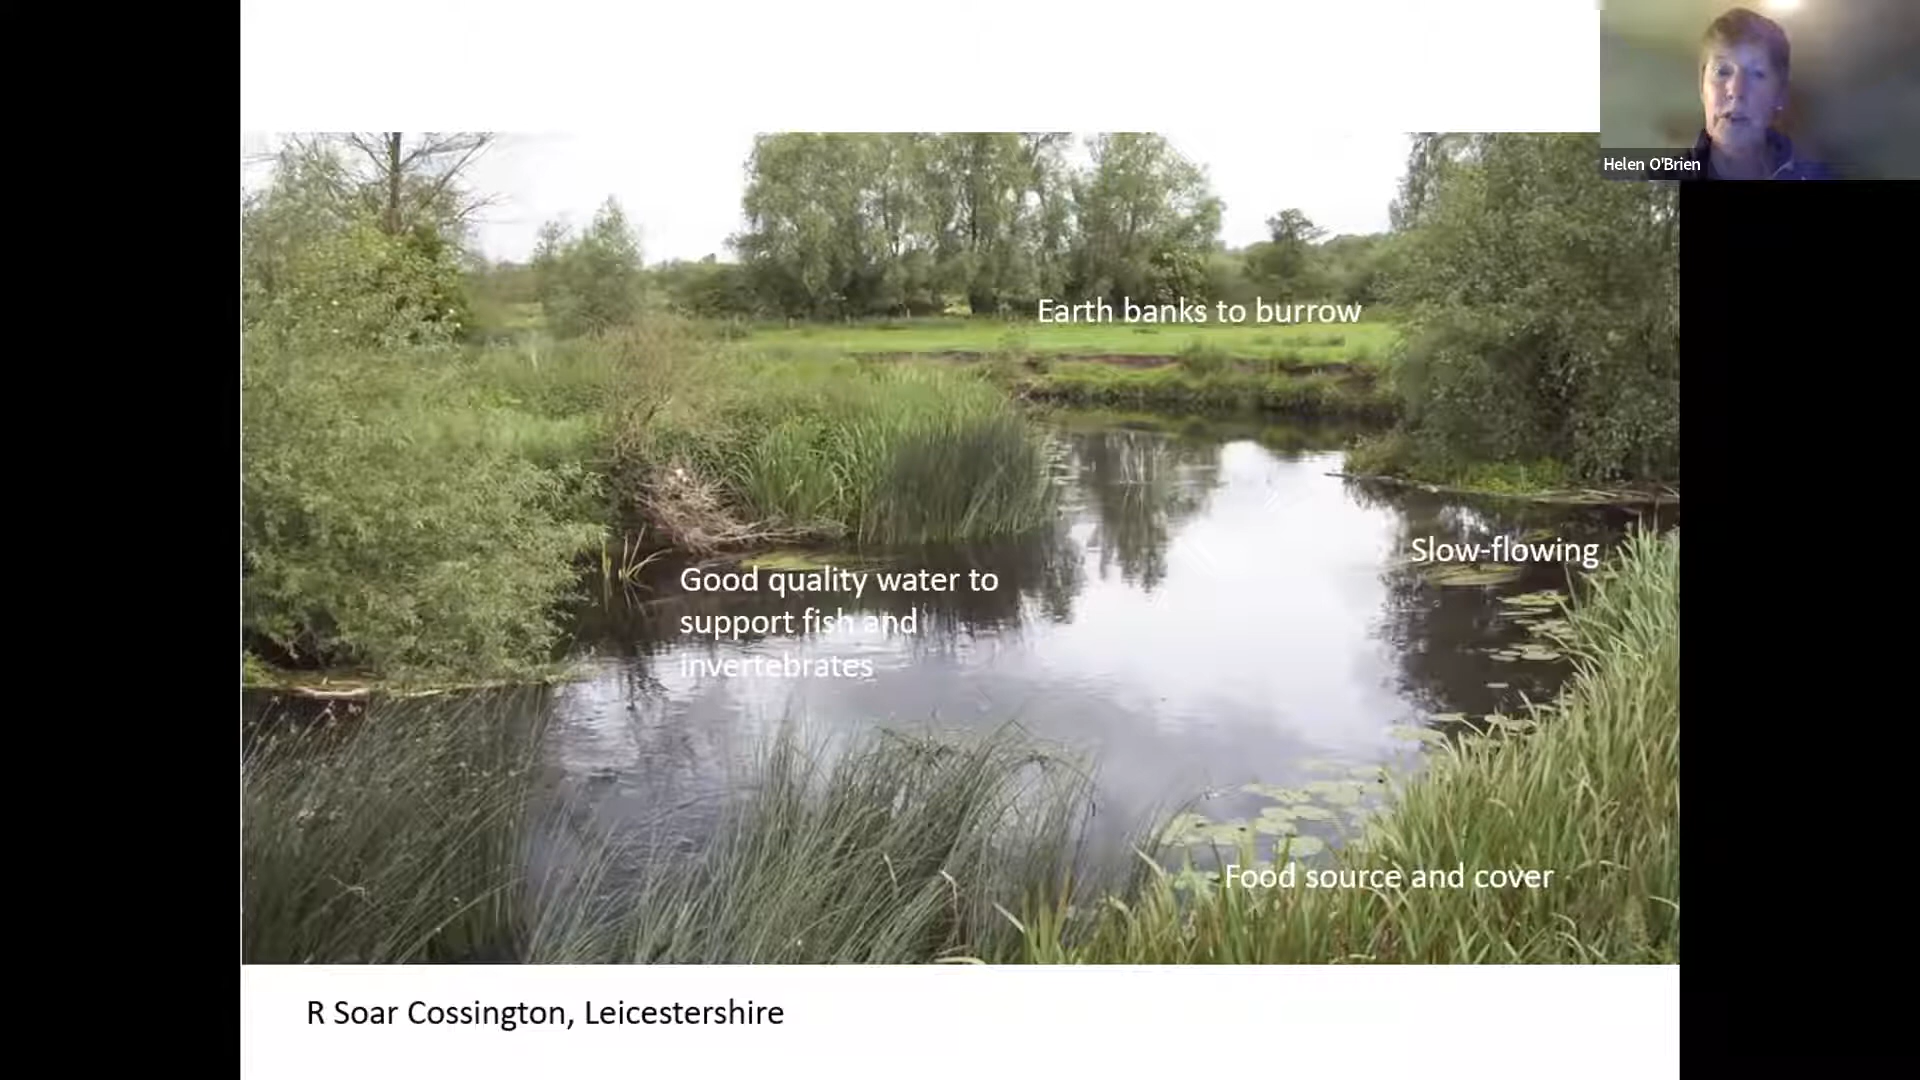 Helen O'Brien
Earth banks to burrow
Slow-flowing
Good quality water to
support fish and
invertebrates
Food source and cover
R Soar Cossington, Leicestershire